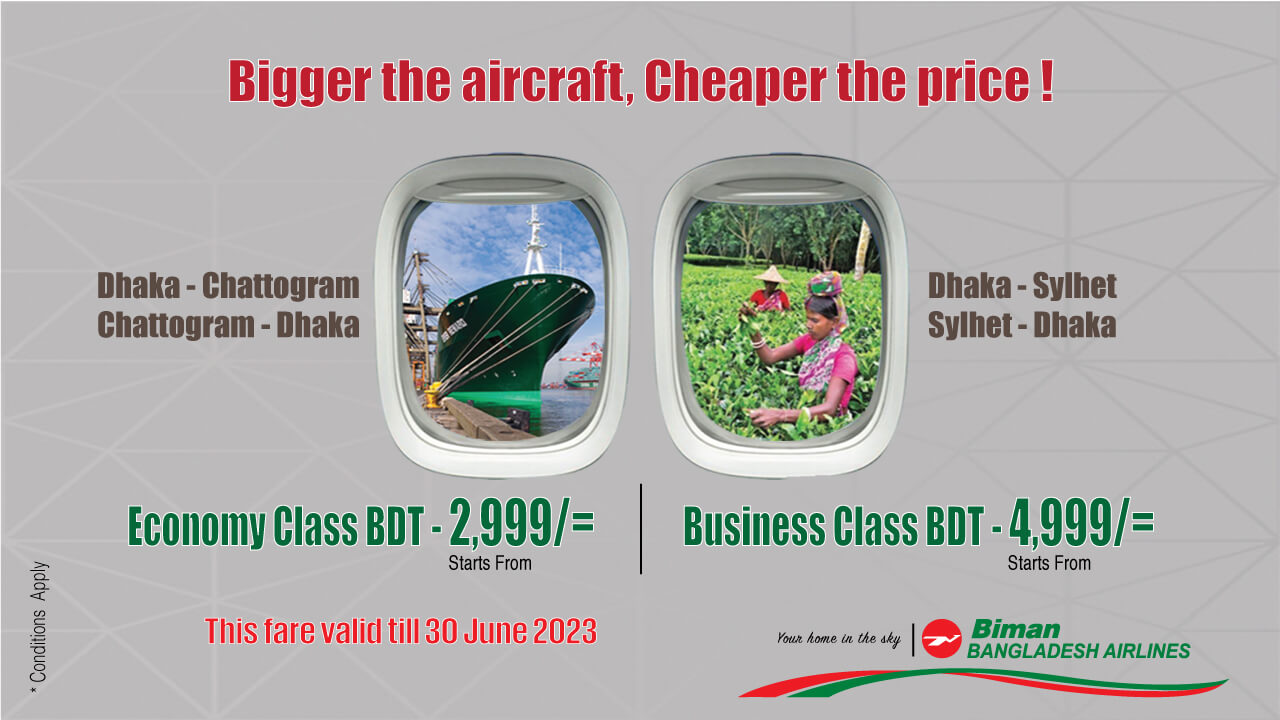 Bigger the aircraft, Cheaper the price !
Dhaka - Chattogram
Chattogram - Dhaka
Dhaka - Sylhet
Sylhet - Dhaka
Economy Class BDT - 2,999/=
Starts From
Business Class BDT - 4,999/=
Starts From
* Conditions Apply
This fare valid till 30 June 2023
Your home in the sky
Biman
BANGLADESH AIRLINES